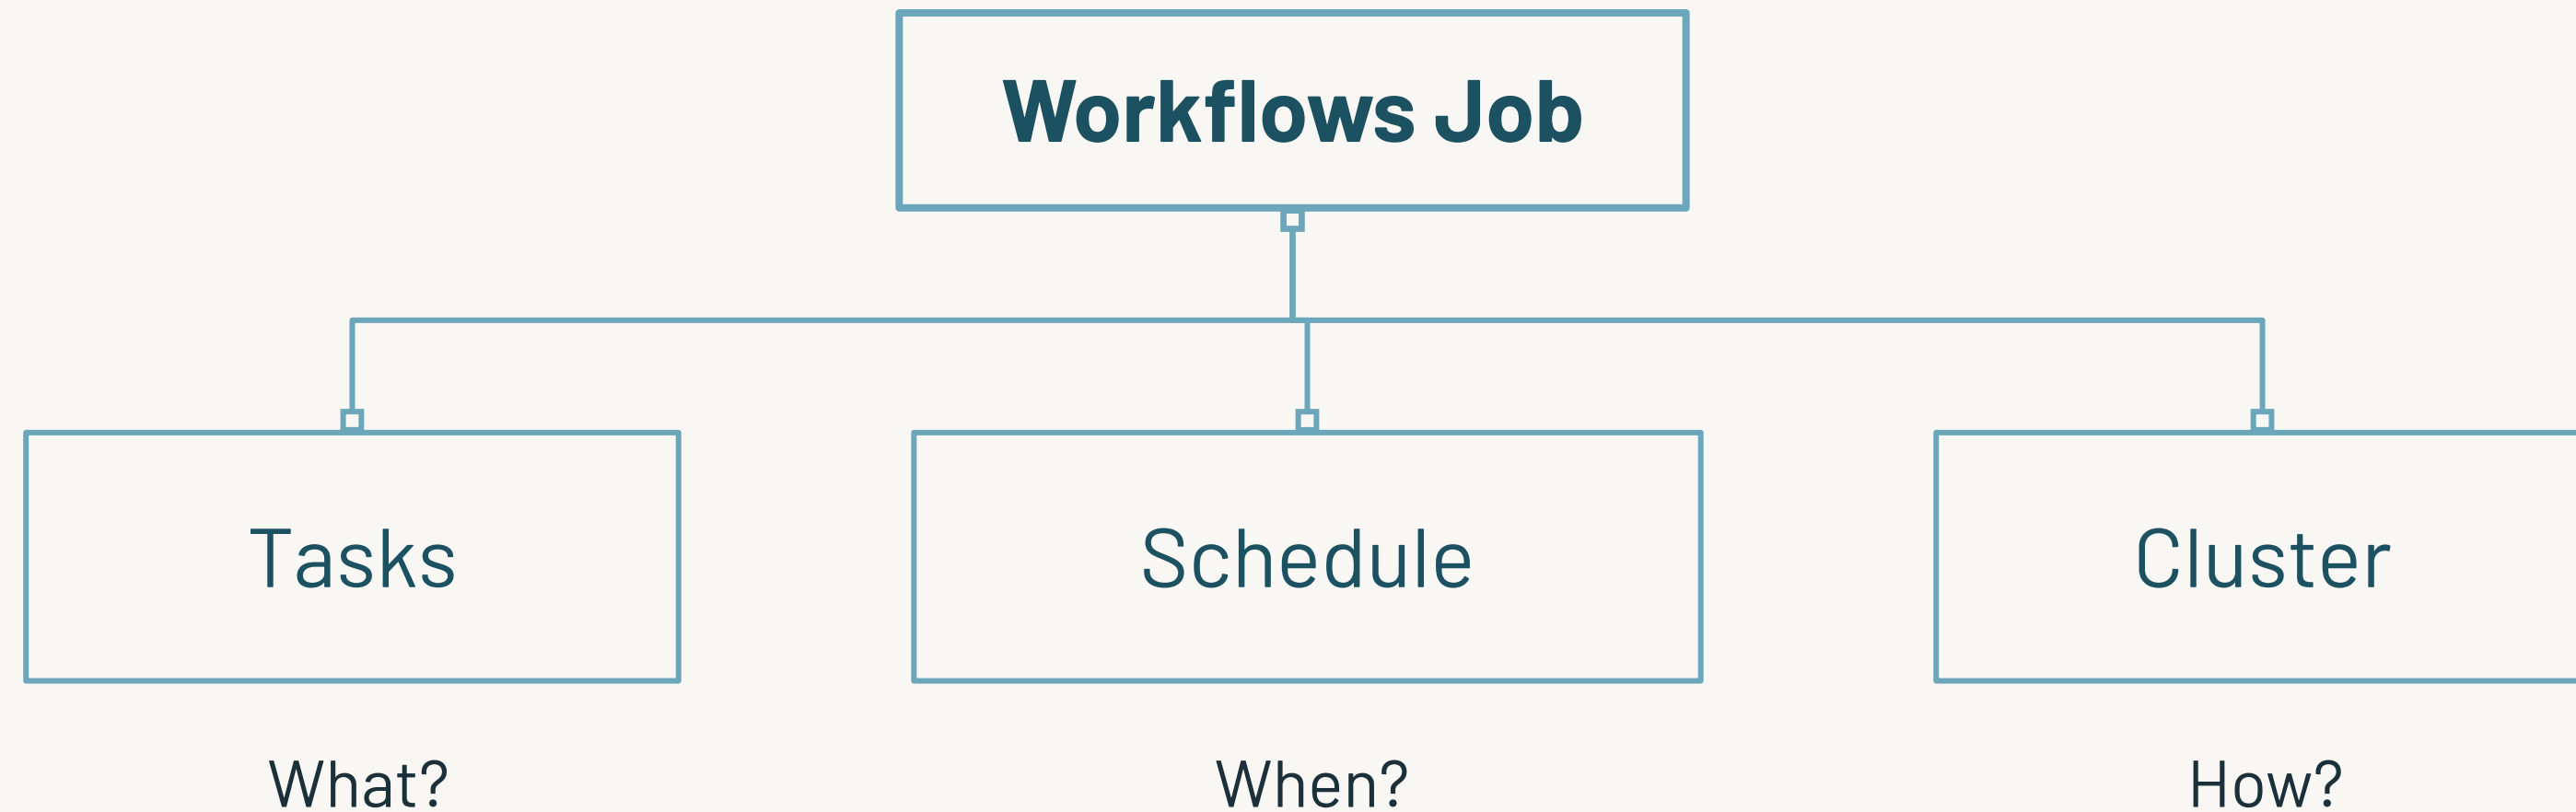 Workflows Job
Tasks
Schedule
Cluster
What?
When?
How?